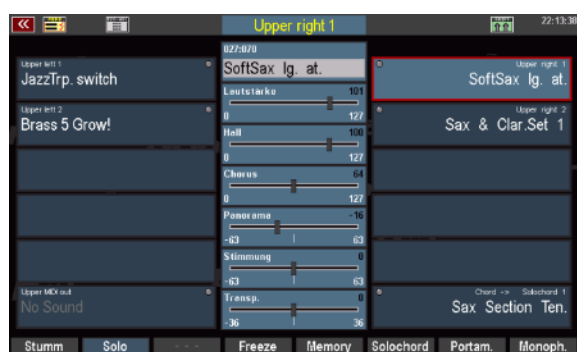 Upper right 1
22:13:38
027:070
SoftSax lg. at.
Lautstärke 101
0 127
Hall 100
0 127
Chorus 64
0 127
Panorama -16
-63 63
Stimmung 0
-63 63
Transp. 0
-36 36
Upper left 1
JazzTrp. switch
Upper left 2
Brass 5 Grow!
Upper MIDI out
No Sound
Upper right 1
SoftSax lg. at.
Upper right 2
Sax & Clar.Set 1
Chord -> Solochord 1
Sax Section Ten.
Stumm Solo --- Freeze Memory Solochord Portam. Monoph.